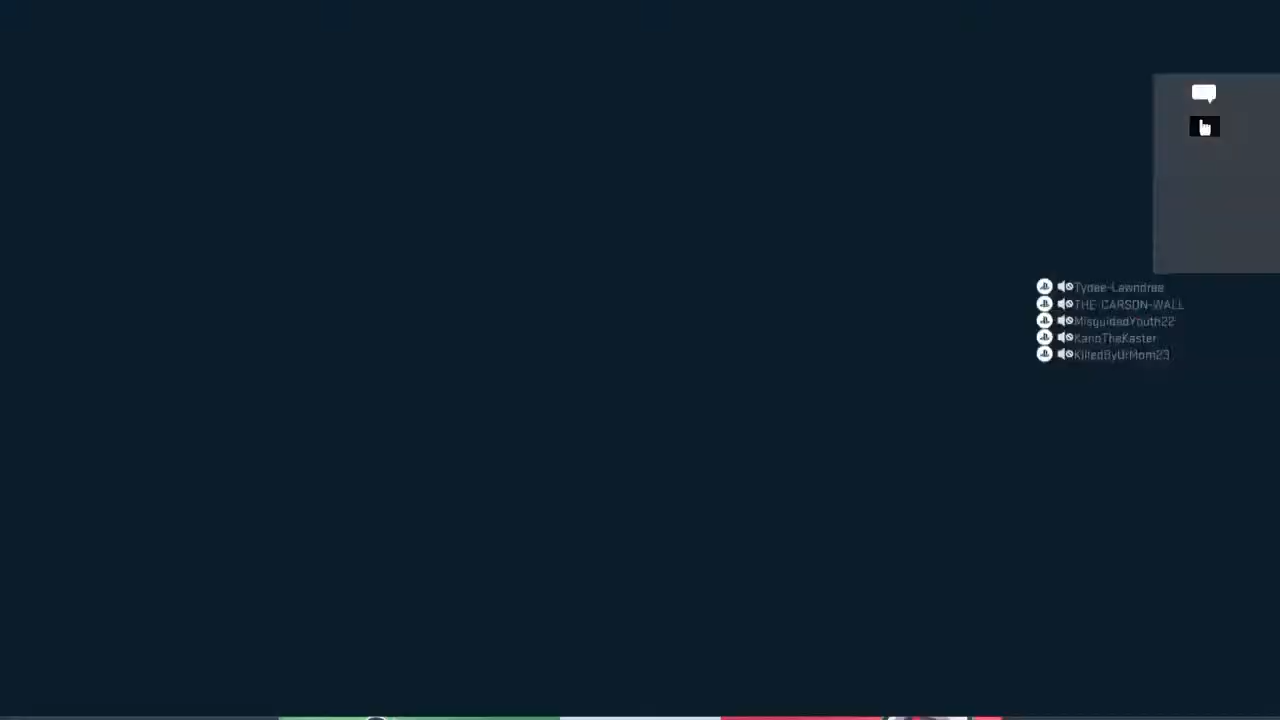 Tydee-Lawndree
THE-CARSON-WALL
MisguidedYouth22
KanoTheKaster
KilledByUrMom23